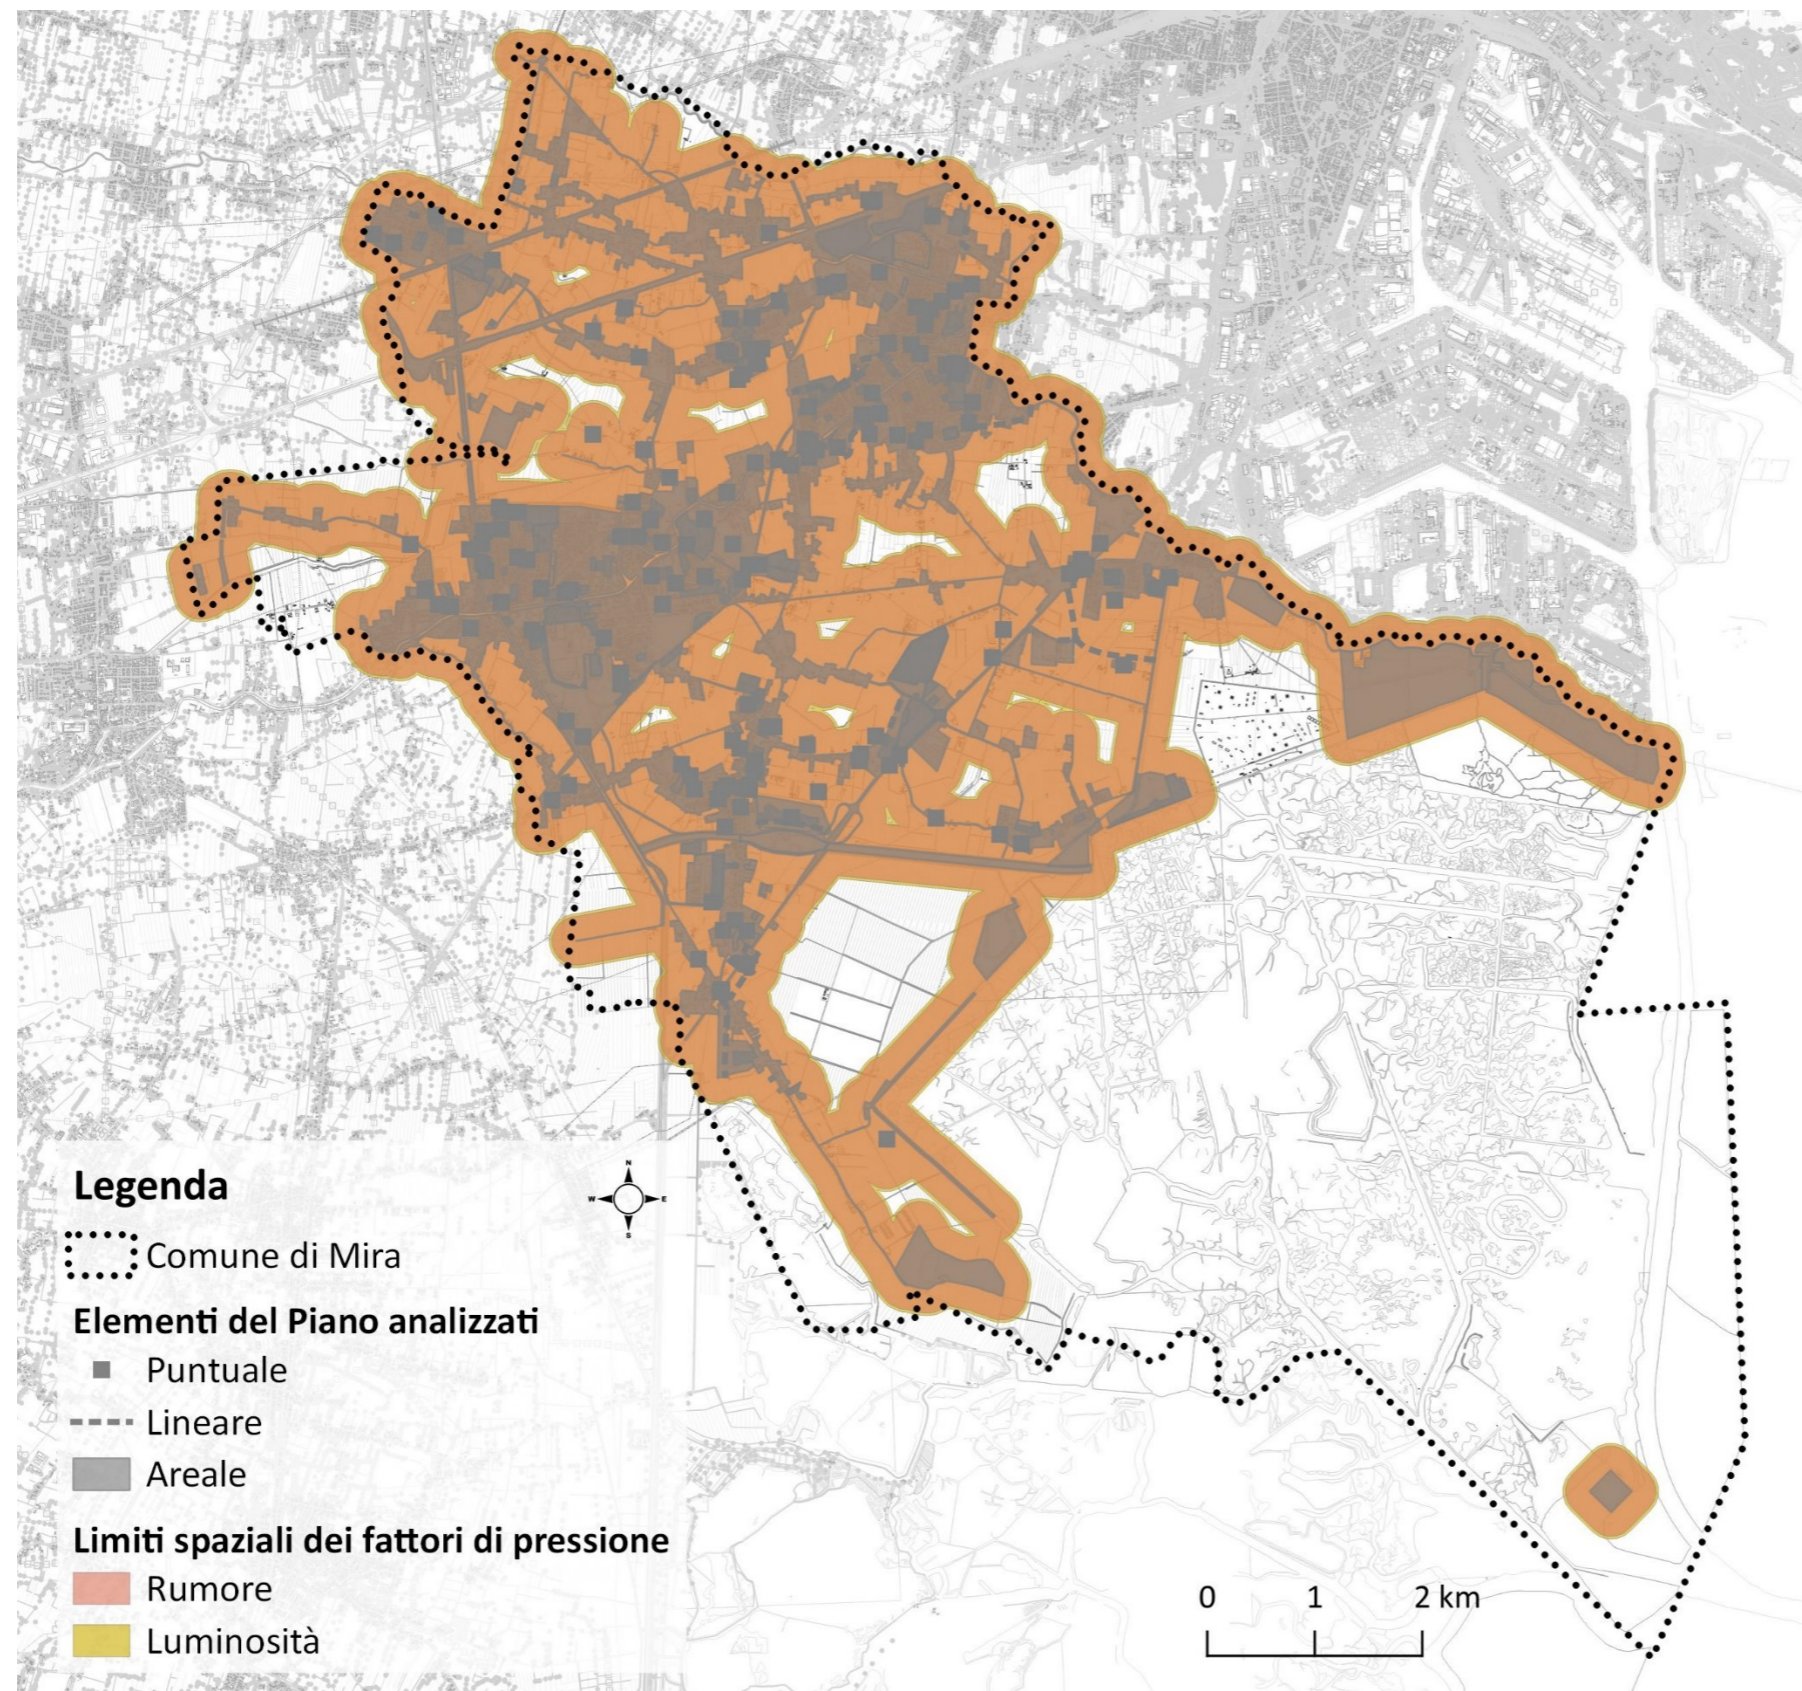 Legenda
Comune di Mira
Elementi del Piano analizzati
Puntuale
Lineare
Areale
Limiti spaziali dei fattori di pressione
Rumore
Luminosità
N
W E
S
0 1 2 km